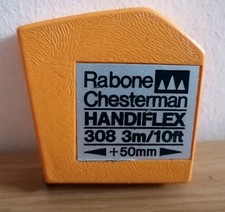 Rabone
Chesterman
HANDIFLEX
308 3m/10ft
+50mm